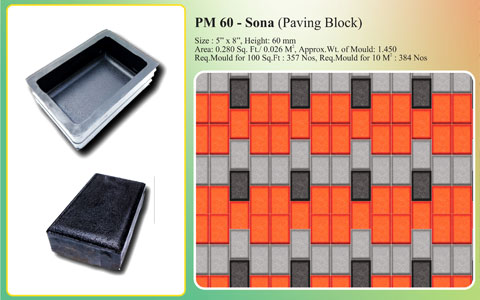 PM 60 - Sona (Paving Block)
Size : 5" x 8", Height: 60 mm
Area: 0.280 Sq. Ft./ 0.026 M², Approx.Wt. of Mould: 1.450
Req.Mould for 100 Sq.Ft : 357 Nos, Req.Mould for 10 M² : 384 Nos